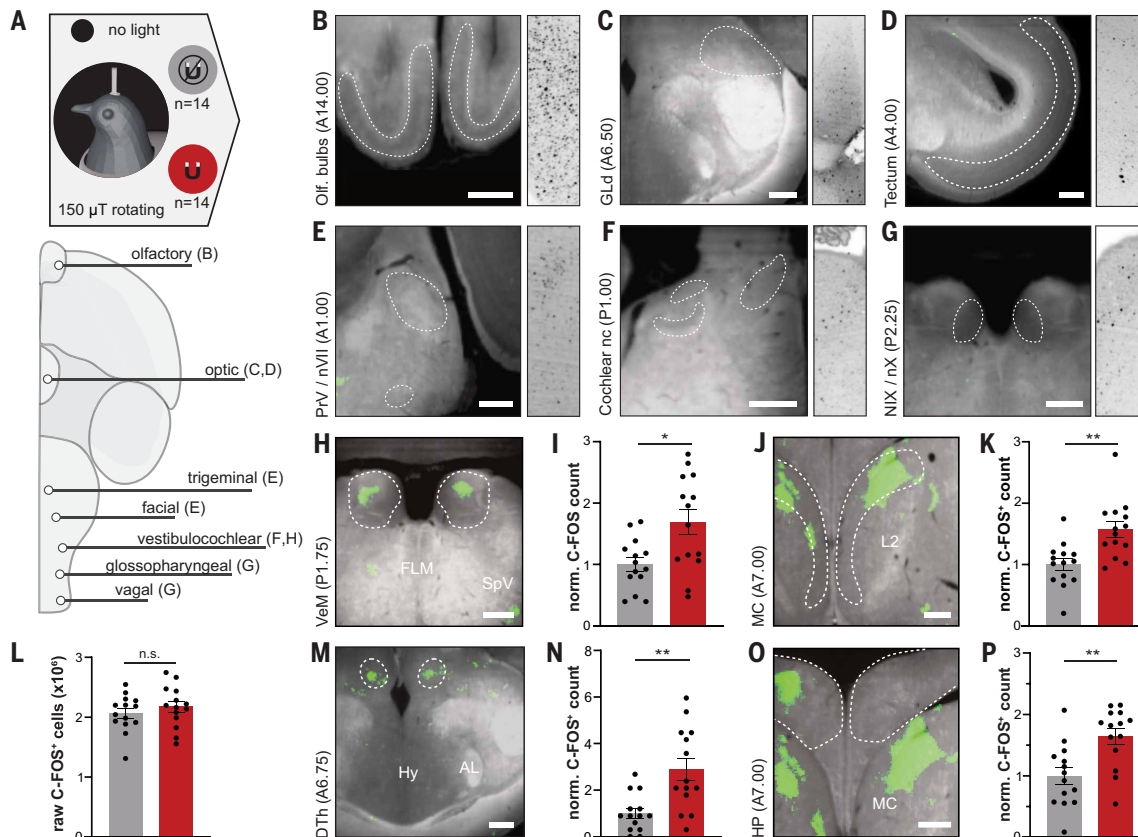 A
no light
n=14
n=14
150 µT rotating
olfactory (B)
optic (C,D)
trigeminal (E)
facial (E)
vestibulocochlear (F,H)
glossopharyngeal (G)
vagal (G)
B
Olf. bulbs (A14.00)
C
GLd (A6.50)
D
Tectum (A4.00)
E
PrV / nVII (A1.00)
F
Cochlear nc (P1.00)
G
NIX / nX (P2.25)
H
VeM (P1.75)
FLM
SpV
I
norm. C-FOS⁺ count
3
2
1
0
*
J
MC (A7.00)
L2
K
norm. C-FOS⁺ count
3
2
1
0
**
L
raw C-FOS⁺ cells (x10⁶)
3
2
1
0
n.s.
M
DTh (A6.75)
Hy
AL
N
norm. C-FOS⁺ count
8
6
4
2
0
**
O
HP (A7.00)
MC
P
norm. C-FOS⁺ count
3
2
1
0
**